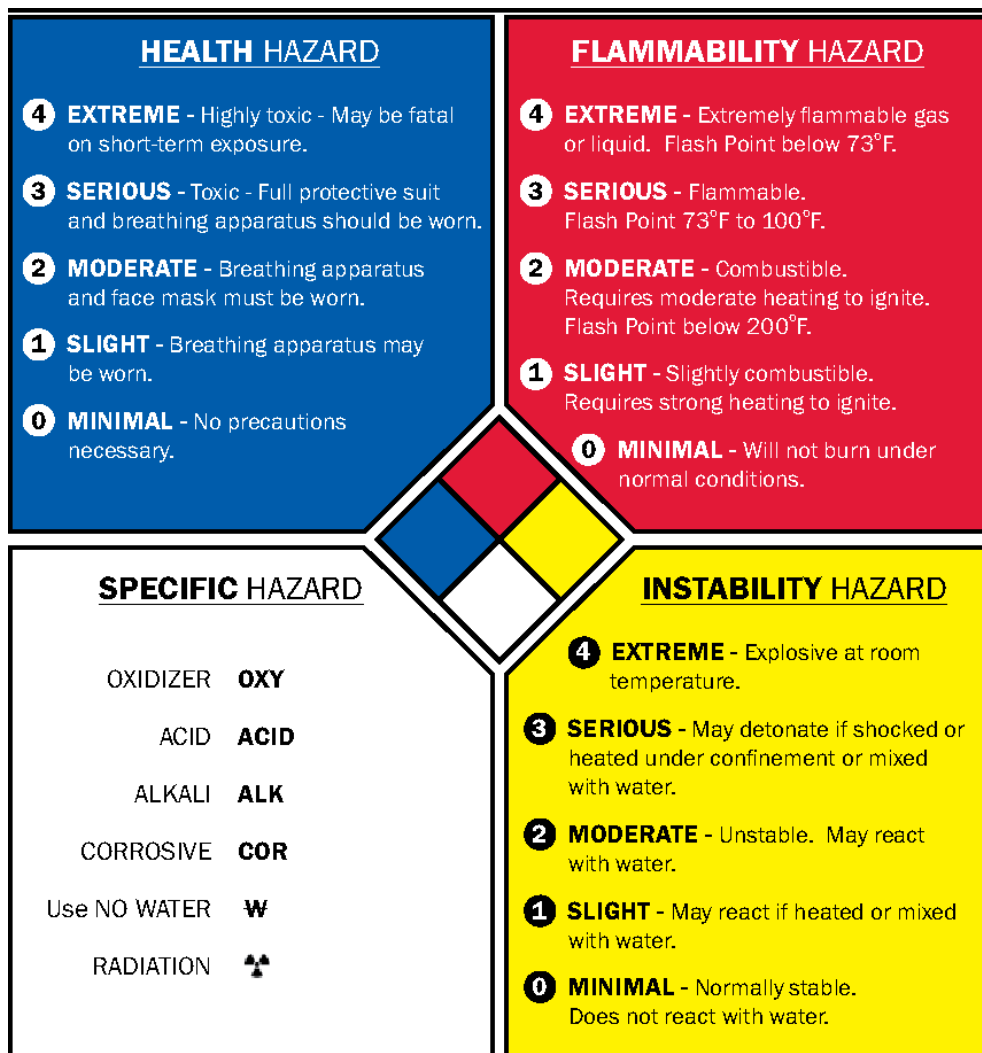 HEALTH HAZARD
4 EXTREME - Highly toxic - May be fatal
on short-term exposure.
3 SERIOUS - Toxic - Full protective suit
and breathing apparatus should be worn.
2 MODERATE - Breathing apparatus
and face mask must be worn.
1 SLIGHT - Breathing apparatus may
be worn.
0 MINIMAL - No precautions
necessary.
FLAMMABILITY HAZARD
4 EXTREME - Extremely flammable gas
or liquid. Flash Point below 73°F.
3 SERIOUS - Flammable.
Flash Point 73°F to 100°F.
2 MODERATE - Combustible.
Requires moderate heating to ignite.
Flash Point below 200°F.
1 SLIGHT - Slightly combustible.
Requires strong heating to ignite.
0 MINIMAL - Will not burn under
normal conditions.
SPECIFIC HAZARD
OXIDIZER OXY
ACID ACID
ALKALI ALK
CORROSIVE COR
Use NO WATER W̶
RADIATION
INSTABILITY HAZARD
4 EXTREME - Explosive at room
temperature.
3 SERIOUS - May detonate if shocked or
heated under confinement or mixed
with water.
2 MODERATE - Unstable. May react
with water.
1 SLIGHT - May react if heated or mixed
with water.
0 MINIMAL - Normally stable.
Does not react with water.